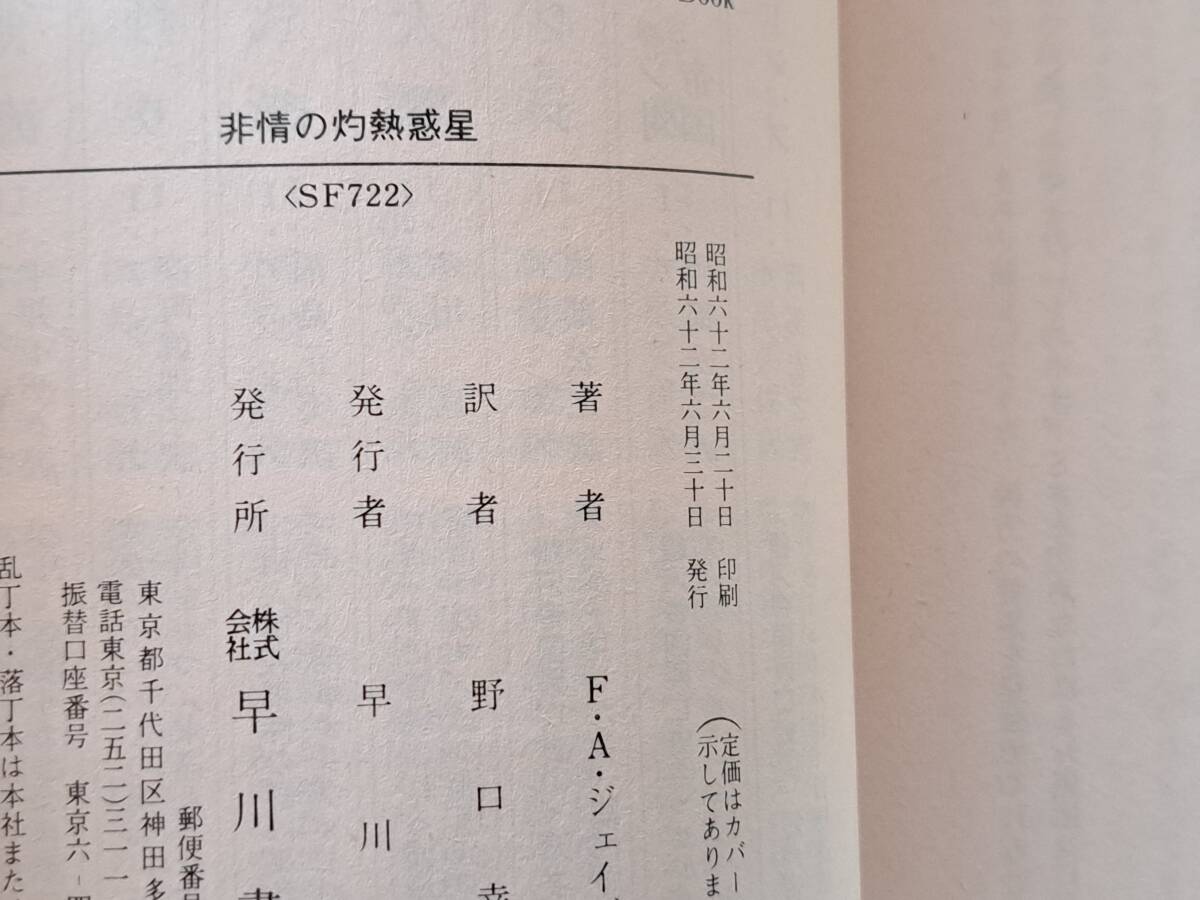 Book
非情の灼熱惑星
〈SF722〉
昭和六十二年六月二十日 印刷
昭和六十二年六月三十日 発行
(定価はカバー
示してありま
著者 F・A・ジェイ
訳者 野口幸
発行者 早川
発行所 株式会社 早川書
郵便番号
東京都千代田区神田多
電話東京(二五二)三一一
振替口座番号 東京六-四
乱丁本・落丁本は本社また